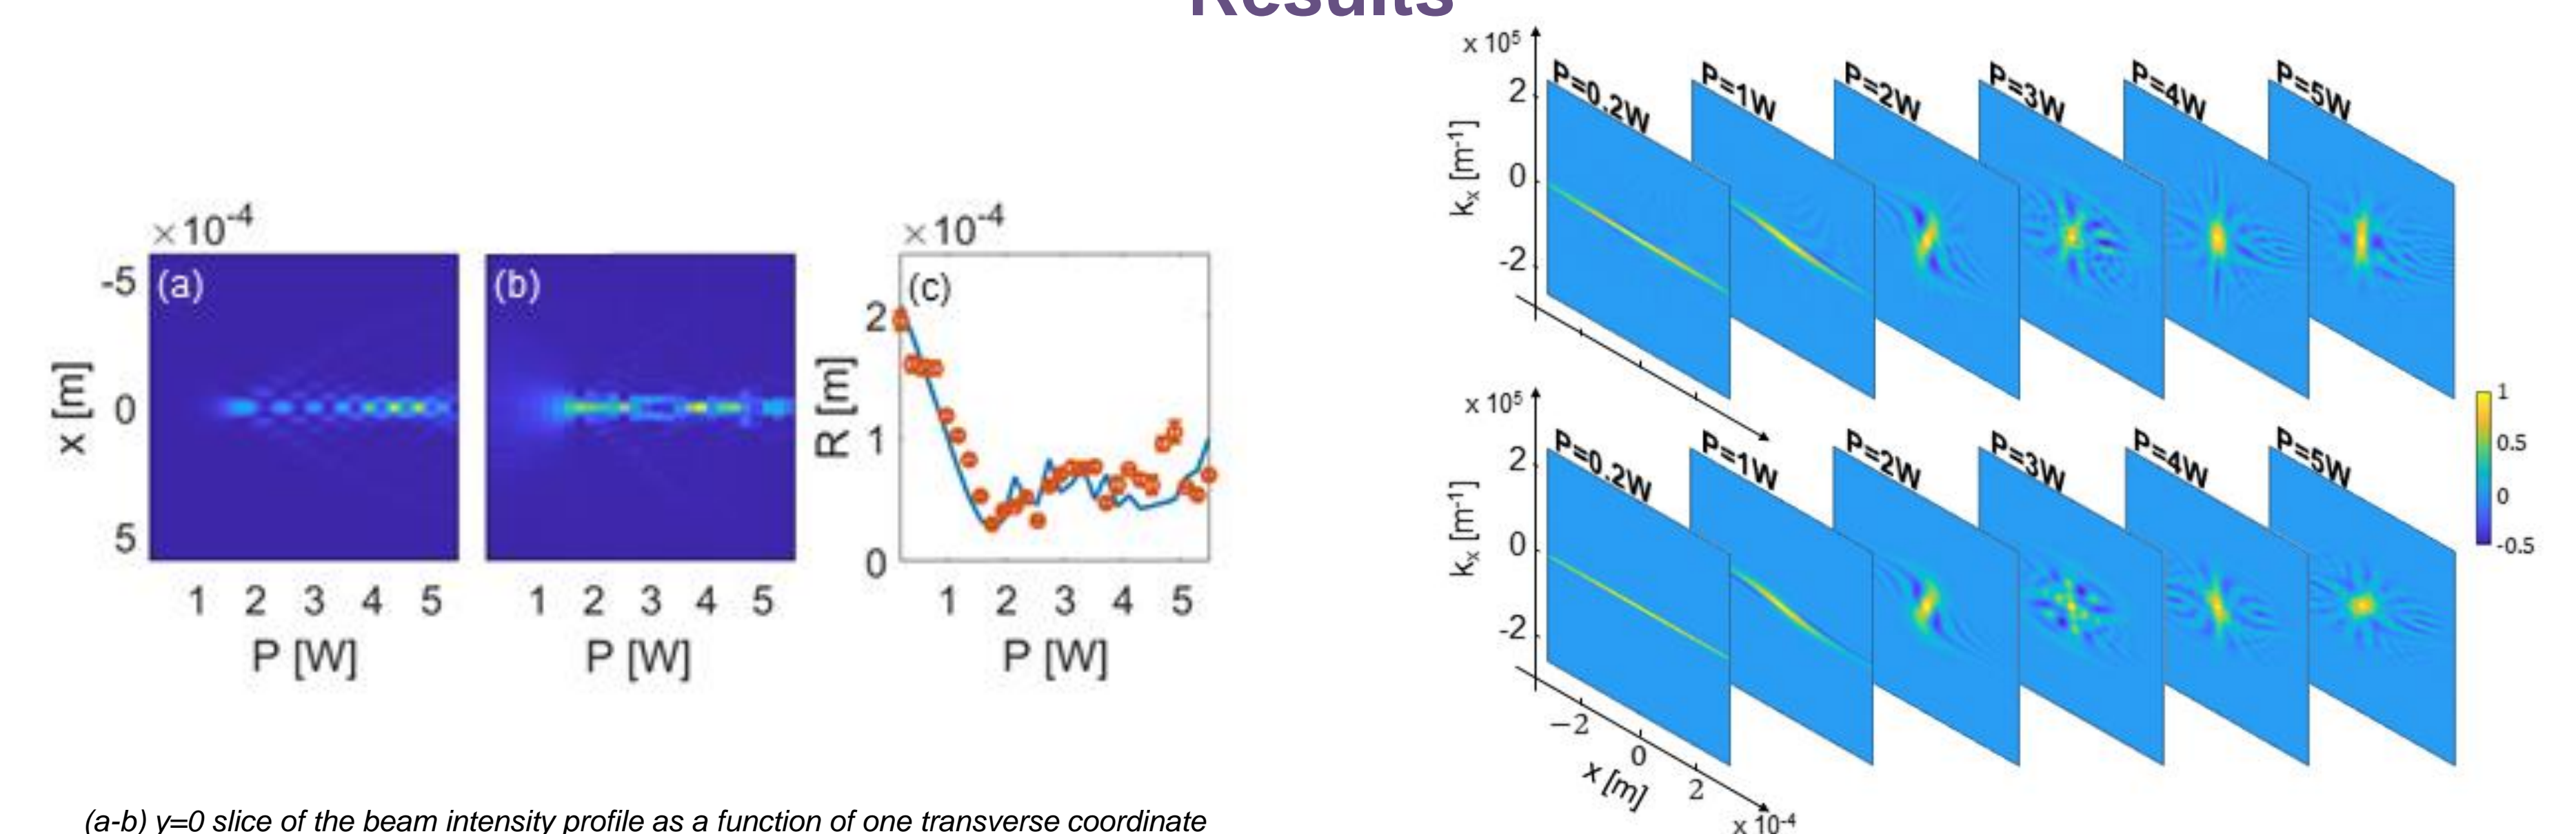 Results
×10-4
(a)
(b)
-5
0
5
x [m]
1 2 3 4 5
P [W]
1 2 3 4 5
P [W]
×10-4
(c)
2
1
0
R [m]
1 2 3 4 5
P [W]
(a-b) y=0 slice of the beam intensity profile as a function of one transverse coordinate
x 10⁵
2
0
-2
kₓ [m-1]
P=0.2W
P=1W
P=2W
P=3W
P=4W
P=5W
x 10⁵
2
0
-2
kₓ [m-1]
P=0.2W
P=1W
P=2W
P=3W
P=4W
P=5W
−2
0
2
x [m]
x 10-4
1
0.5
0
-0.5